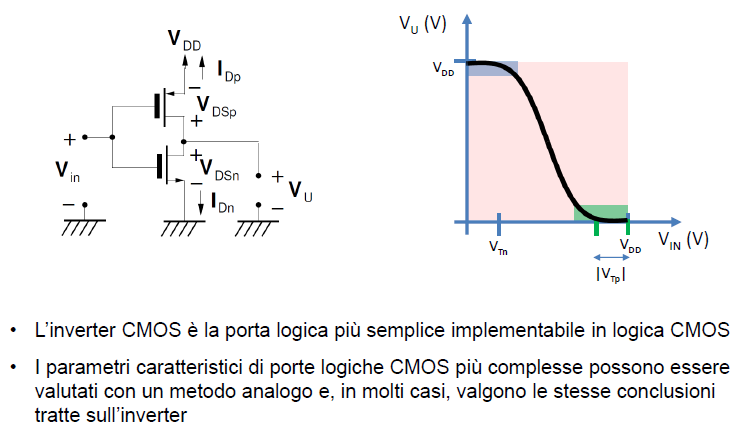 V_DD
I_Dp
V_DSp
V_in
V_DSn
I_Dn
V_U
V_U (V)
V_DD
V_Tn
V_DD
V_IN (V)
|V_Tp|
• L'inverter CMOS è la porta logica più semplice implementabile in logica CMOS
• I parametri caratteristici di porte logiche CMOS più complesse possono essere
valutati con un metodo analogo e, in molti casi, valgono le stesse conclusioni
tratte sull'inverter